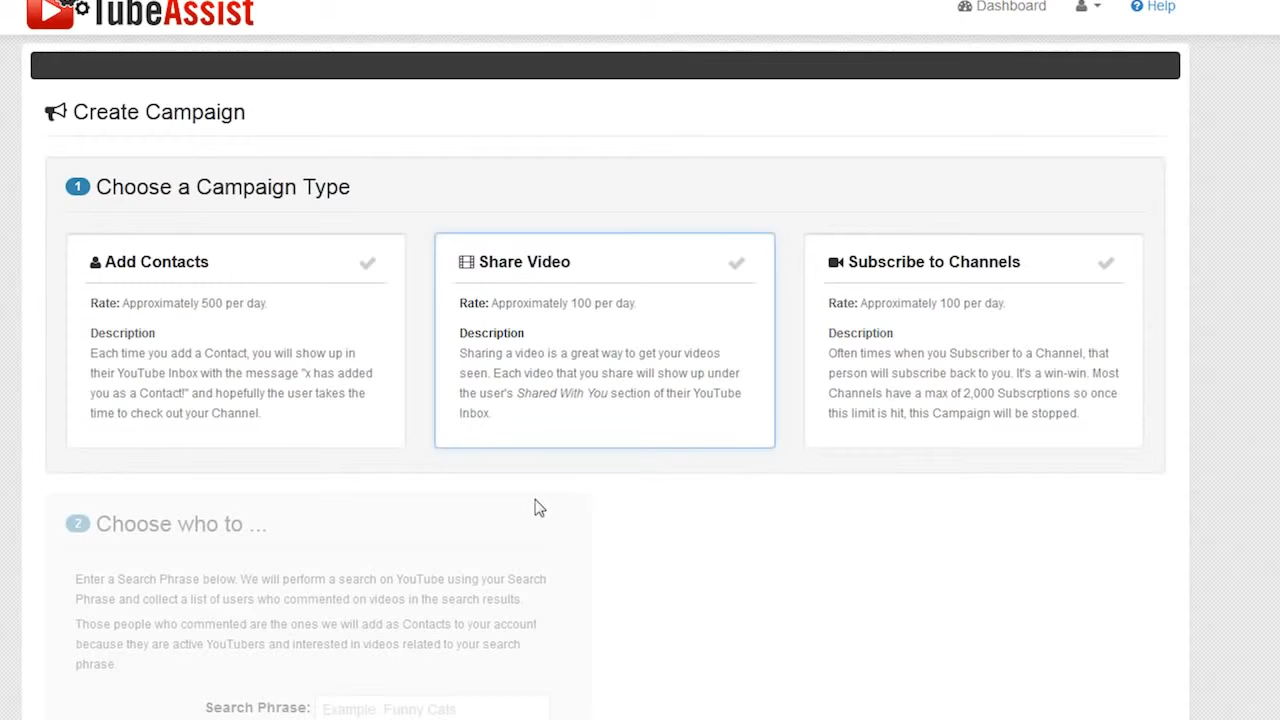 TubeAssist
Dashboard
Help
Create Campaign
1 Choose a Campaign Type
Add Contacts
Rate: Approximately 500 per day.
Description
Each time you add a Contact, you will show up in
their YouTube Inbox with the message "x has added
you as a Contact!" and hopefully the user takes the
time to check out your Channel.
Share Video
Rate: Approximately 100 per day.
Description
Sharing a video is a great way to get your videos
seen. Each video that you share will show up under
the user's Shared With You section of their YouTube
Inbox.
Subscribe to Channels
Rate: Approximately 100 per day.
Description
Often times when you Subscriber to a Channel, that
person will subscribe back to you. It's a win-win. Most
Channels have a max of 2,000 Subscrptions so once
this limit is hit, this Campaign will be stopped.
2 Choose who to ...
Enter a Search Phrase below. We will perform a search on YouTube using your Search
Phrase and collect a list of users who commented on videos in the search results.
Those people who commented are the ones we will add as Contacts to your account
because they are active YouTubers and interested in videos related to your search
phrase.
Search Phrase: Example: Funny Cats